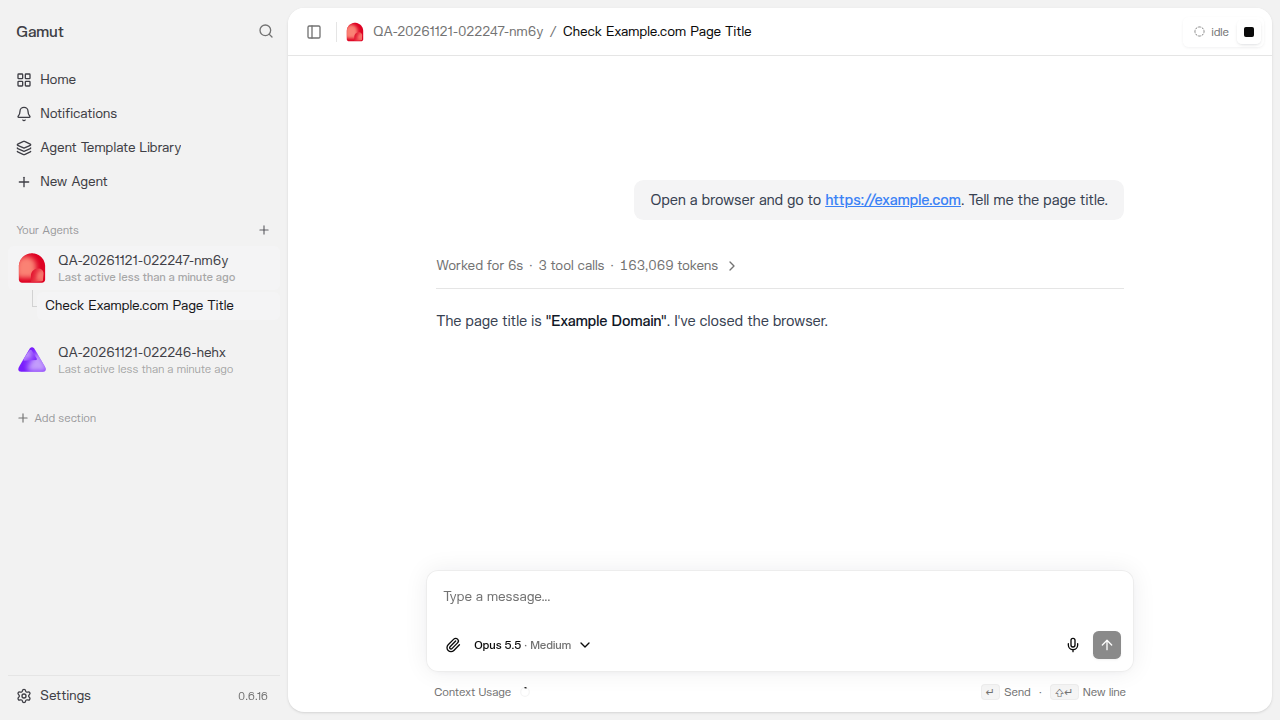 Gamut
Home
Notifications
Agent Template Library
New Agent
Your Agents
QA-20261121-022247-nm6y
Last active less than a minute ago
Check Example.com Page Title
QA-20261121-022246-hehx
Last active less than a minute ago
Add section
Settings
0.6.16
QA-20261121-022247-nm6y / Check Example.com Page Title
idle
Open a browser and go to https://example.com. Tell me the page title.
Worked for 6s · 3 tool calls · 163,069 tokens
The page title is "Example Domain". I've closed the browser.
Type a message...
Opus 5.5 · Medium
Context Usage
↵ Send · ⇧↵ New line